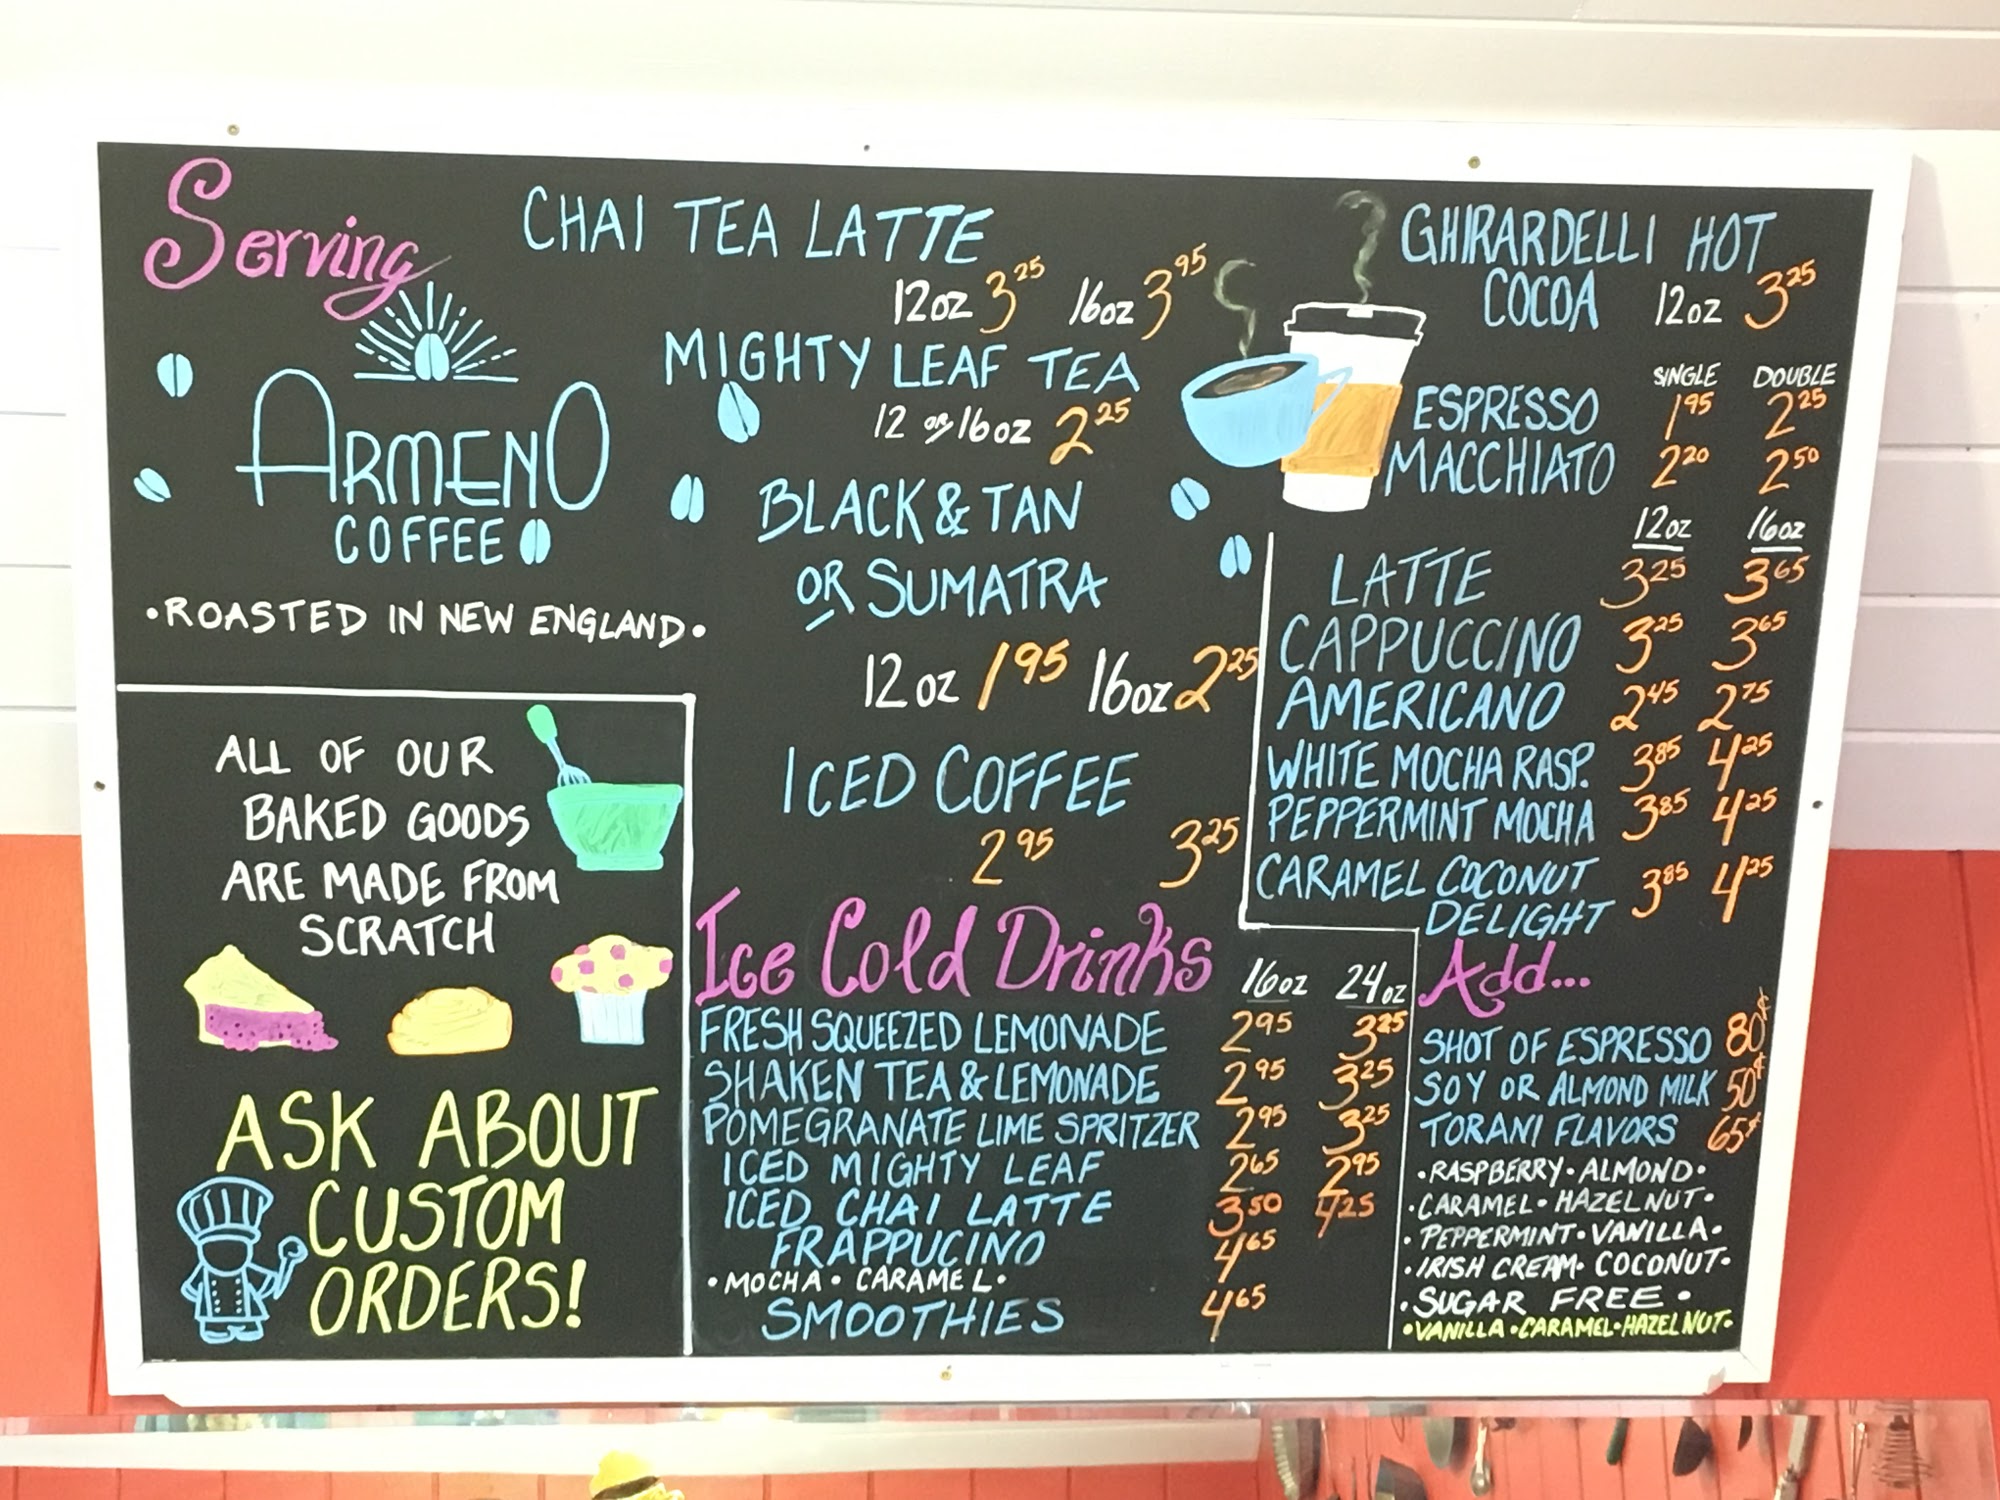 Serving
ARMENO
COFFEE
•ROASTED IN NEW ENGLAND•
ALL OF OUR
BAKED GOODS
ARE MADE FROM
SCRATCH
ASK ABOUT
CUSTOM
ORDERS!
CHAI TEA LATTE
12oz 3.25 16oz 3.95
MIGHTY LEAF TEA
12 or 16oz 2.25
BLACK & TAN
OR SUMATRA
12oz 1.95 16oz 2.25
ICED COFFEE
2.95 3.25
Ice Cold Drinks 16oz 24oz
FRESH SQUEEZED LEMONADE 2.95 3.25
SHAKEN TEA & LEMONADE 2.95 3.25
POMEGRANATE LIME SPRITZER 2.95 3.25
ICED MIGHTY LEAF 2.65 2.95
ICED CHAI LATTE 3.50 4.25
FRAPPUCINO 4.65
•MOCHA•CARAMEL•
SMOOTHIES 4.65
GHIRARDELLI HOT
COCOA 12oz 3.25
SINGLE DOUBLE
ESPRESSO 1.95 2.25
MACCHIATO 2.20 2.50
12oz 16oz
LATTE 3.25 3.65
CAPPUCCINO 3.25 3.65
AMERICANO 2.45 2.75
WHITE MOCHA RASP. 3.85 4.25
PEPPERMINT MOCHA 3.85 4.25
CARAMEL COCONUT
DELIGHT 3.85 4.25
Add...
SHOT OF ESPRESSO 80¢
SOY OR ALMOND MILK 50¢
TORANI FLAVORS 65¢
•RASPBERRY•ALMOND•
•CARAMEL•HAZELNUT•
•PEPPERMINT•VANILLA•
•IRISH CREAM•COCONUT•
•SUGAR FREE•
•VANILLA•CARAMEL•HAZELNUT•